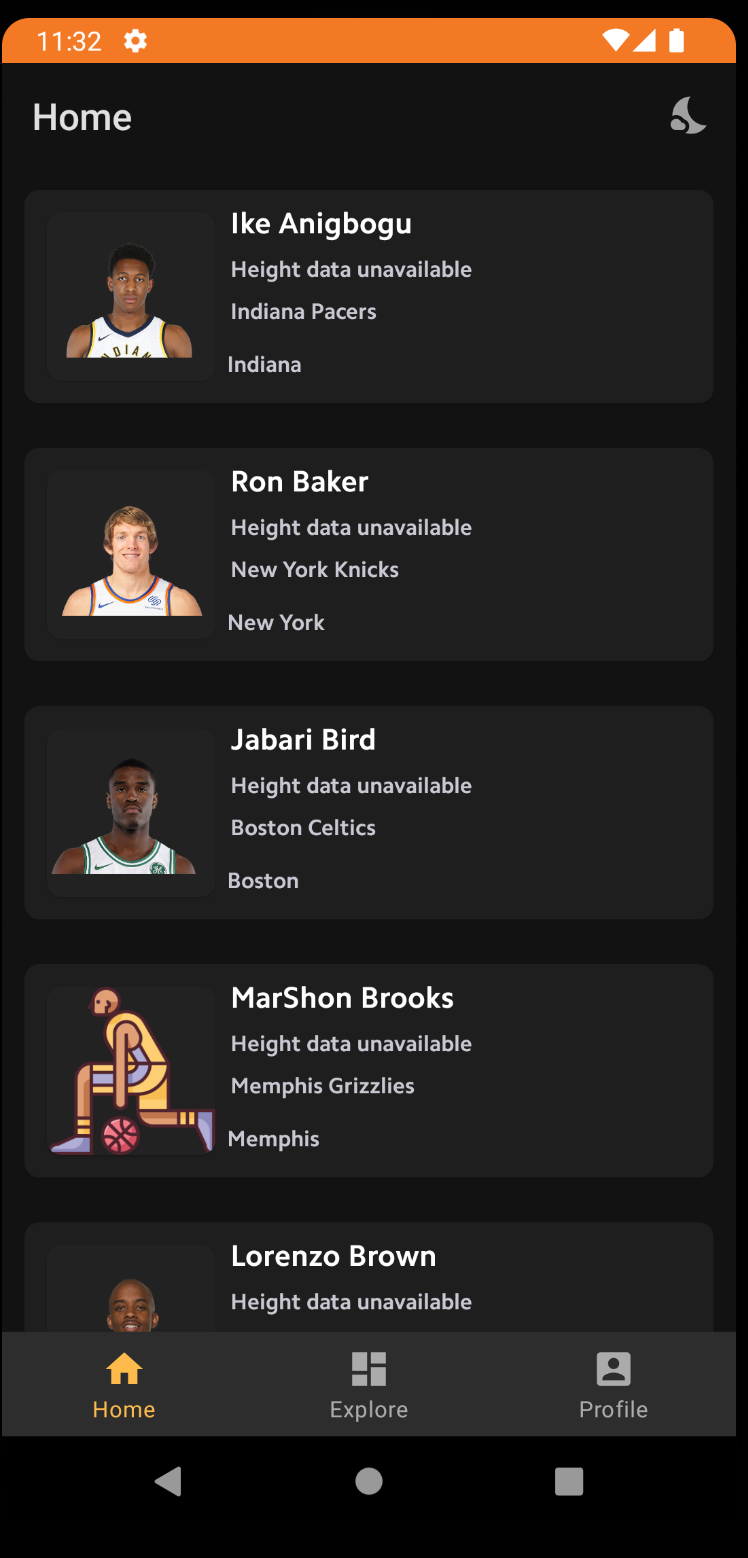 11:32
Home
Ike Anigbogu
Height data unavailable
Indiana Pacers
Indiana
INDIANA
Ron Baker
Height data unavailable
New York Knicks
New York
Jabari Bird
Height data unavailable
Boston Celtics
Boston
MarShon Brooks
Height data unavailable
Memphis Grizzlies
Memphis
Lorenzo Brown
Height data unavailable
Home
Explore
Profile